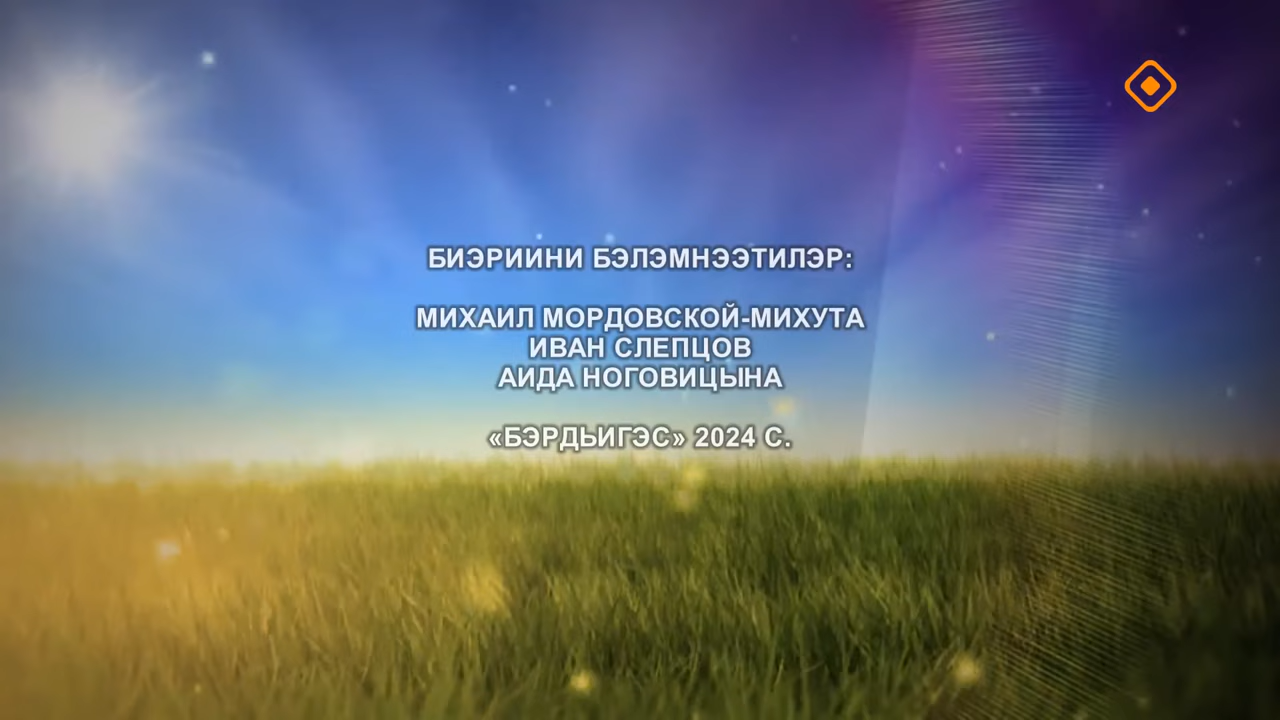 БИЭРИИНИ БЭЛЭМНЭЭТИЛЭР:
МИХАИЛ МОРДОВСКОЙ-МИХУТА
ИВАН СЛЕПЦОВ
АИДА НОГОВИЦЫНА
«БЭРДЬИГЭС» 2024 С.